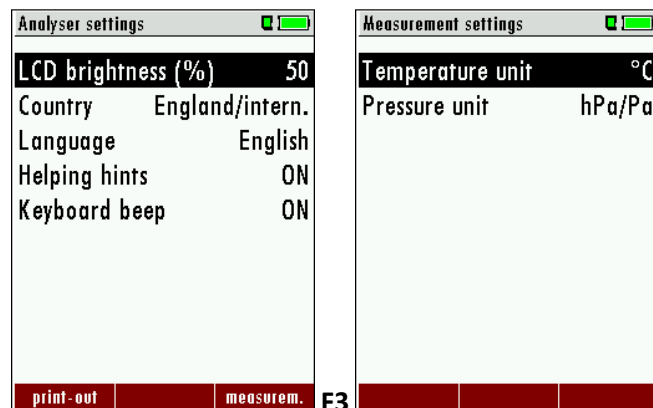 Analyser settings
LCD brightness (%) 50
Country England/intern.
Language English
Helping hints ON
Keyboard beep ON
print-out measurem.
F3
Measurement settings
Temperature unit °C
Pressure unit hPa/Pa